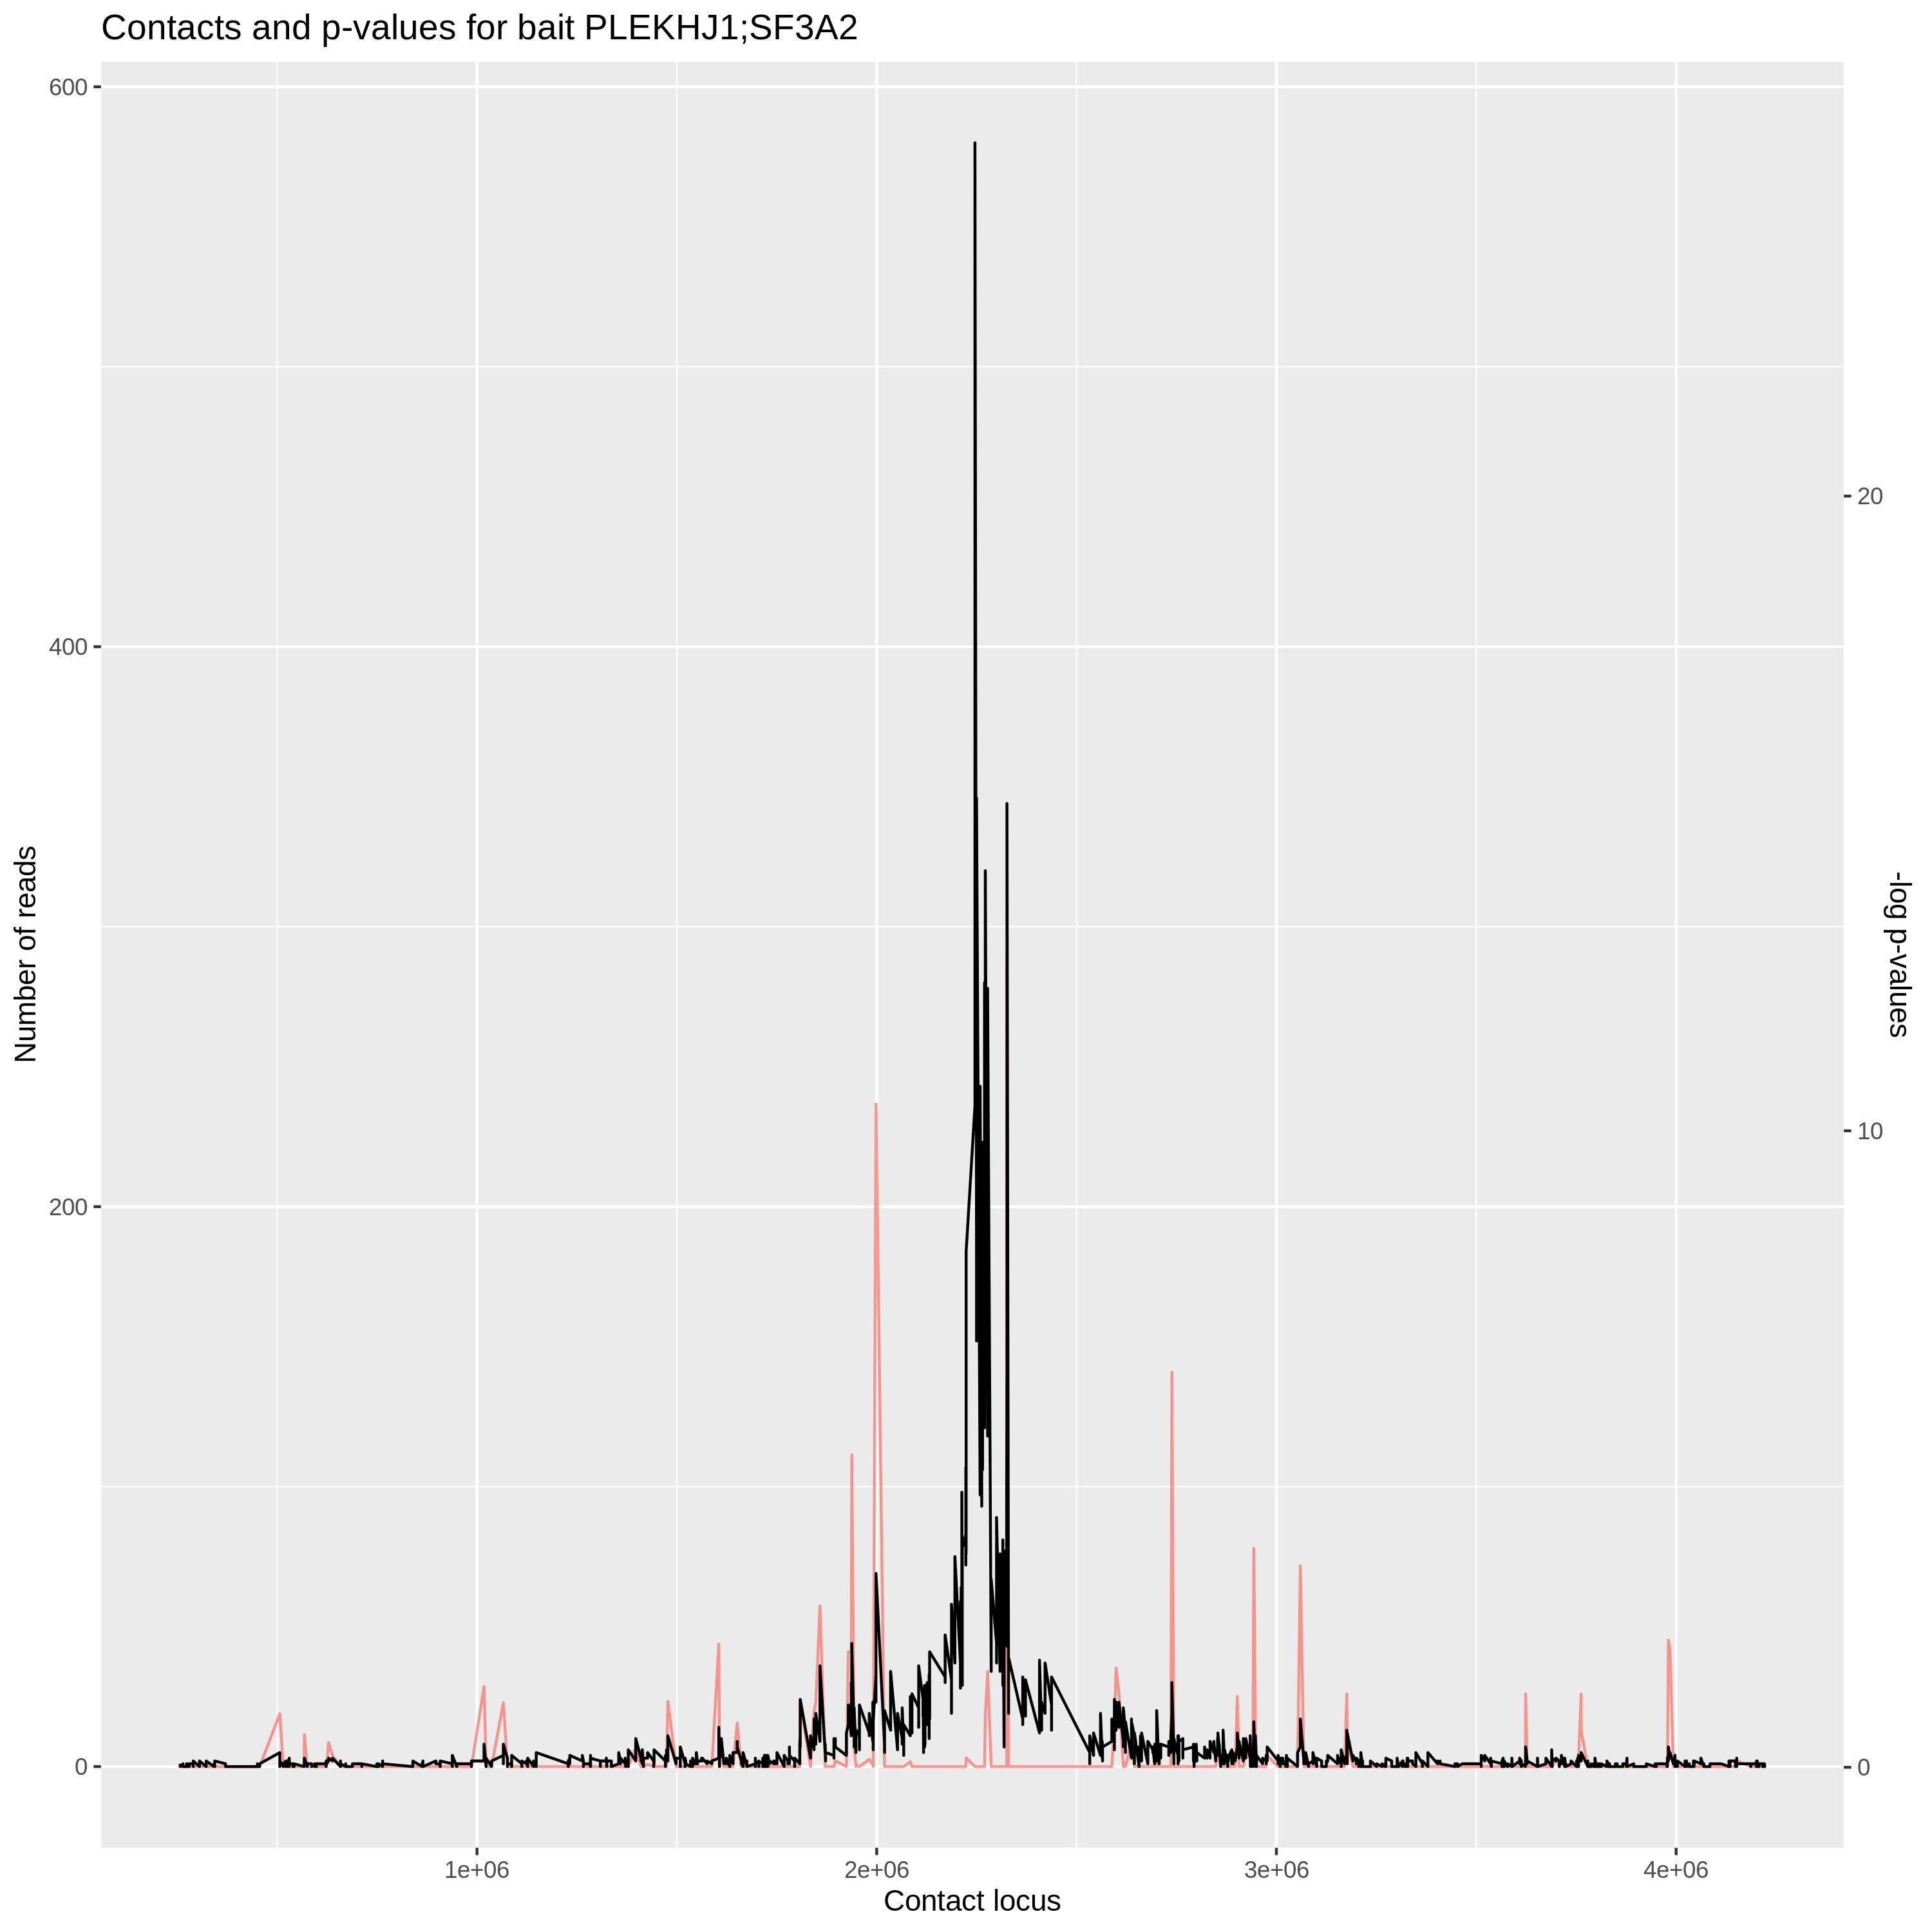 Contacts and p-values for bait PLEKHJ1;SF3A2
600
400
200
0
Number of reads
20
10
0
-log p-values
1e+06
2e+06
3e+06
4e+06
Contact locus